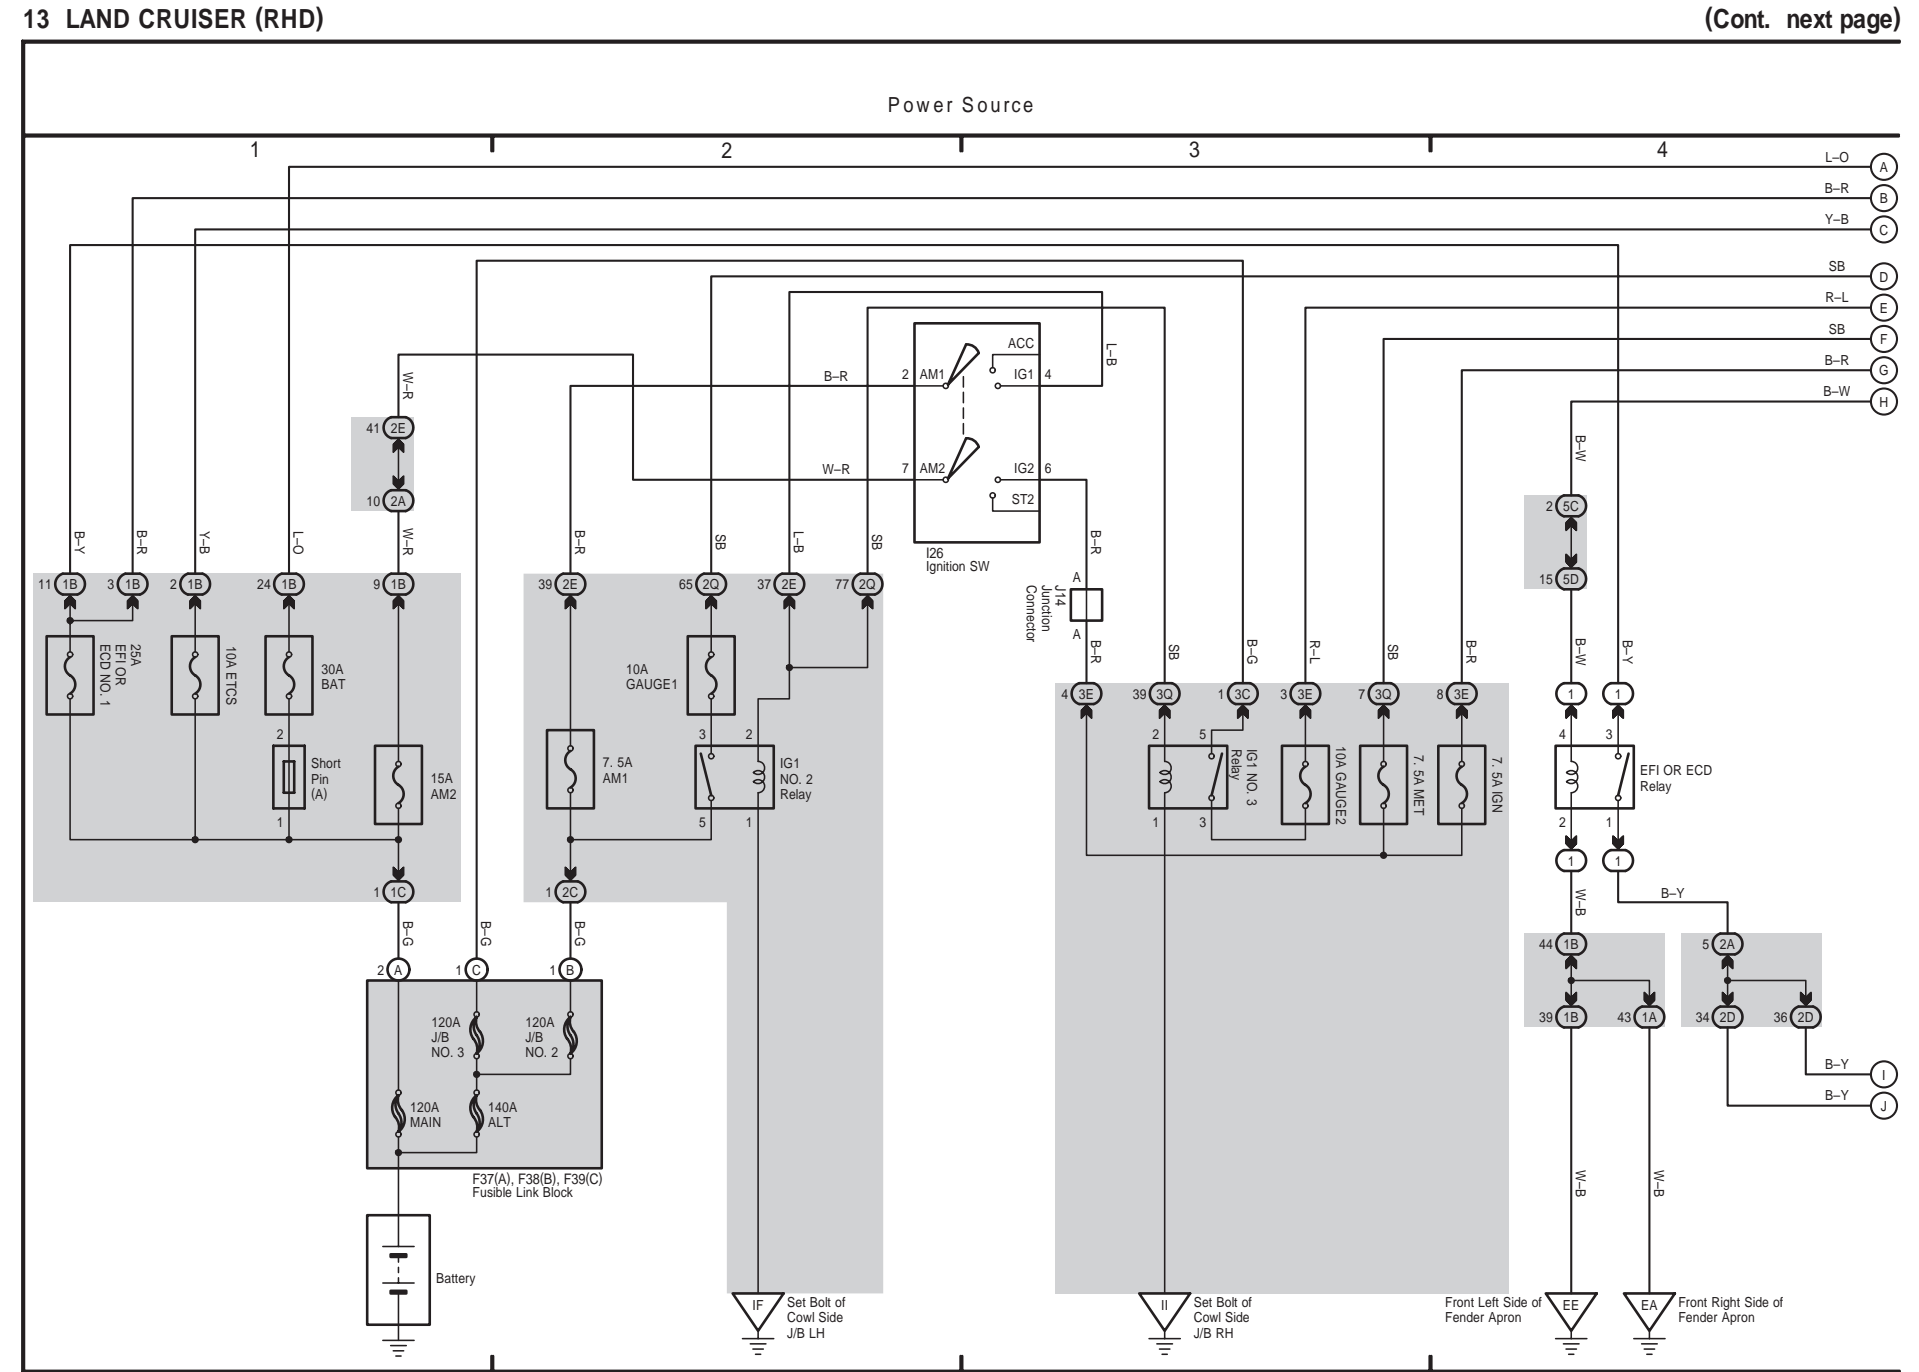 13 LAND CRUISER (RHD)
(Cont. next page)
Power Source
1
2
3
4
L–O
A
B–R
B
Y–B
C
SB
D
R–L
E
SB
F
B–R
G
B–W
H
ACC
L–B
B–R
2
AM1
IG1
4
W–R
41
2E
W–R
7
AM2
IG2
6
ST2
B–W
10
2A
2
5C
I26
Ignition SW
B–Y
B–R
Y–B
L–O
W–R
B–R
SB
L–B
SB
B–R
11
1B
3
1B
2
1B
24
1B
9
1B
39
2E
65
2Q
37
2E
77
2Q
A
15
5D
J14
Junction
Connector
A
25A
EFI OR
ECD NO. 1
10A ETCS
30A
BAT
10A
GAUGE1
B–R
SB
B–G
R–L
SB
B–R
B–W
B–Y
4
3E
39
3Q
1
3C
3
3E
7
3Q
8
3E
1
1
2
3
2
2
5
4
3
Short
Pin
(A)
15A
AM2
7. 5A
AM1
IG1
NO. 2
Relay
IG1 NO. 3
Relay
10A GAUGE2
7. 5A MET
7. 5A IGN
EFI OR ECD
Relay
1
5
1
1
3
2
1
1
1
1
1C
1
2C
W–B
B–Y
B–G
B–G
B–G
44
1B
5
2A
2
A
1
C
1
B
39
1B
43
1A
34
2D
36
2D
120A
J/B
NO. 3
120A
J/B
NO. 2
B–Y
I
B–Y
J
120A
MAIN
140A
ALT
F37(A), F38(B), F39(C)
Fusible Link Block
W–B
W–B
Battery
IF
Set Bolt of
Cowl Side
J/B LH
II
Set Bolt of
Cowl Side
J/B RH
Front Left Side of
Fender Apron
EE
EA
Front Right Side of
Fender Apron